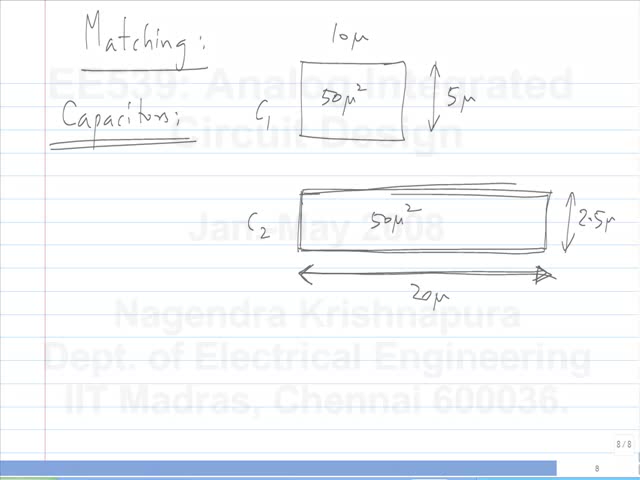 Matching:
10μ
EE539: Analog Integrated
50μ²
5μ
Capacitors:
C1
Circuit Design
C2
50μ²
2.5μ
Jan-May 2008
20μ
Nagendra Krishnapura
Dept. of Electrical Engineering
IIT Madras, Chennai 600036.
8/8
8